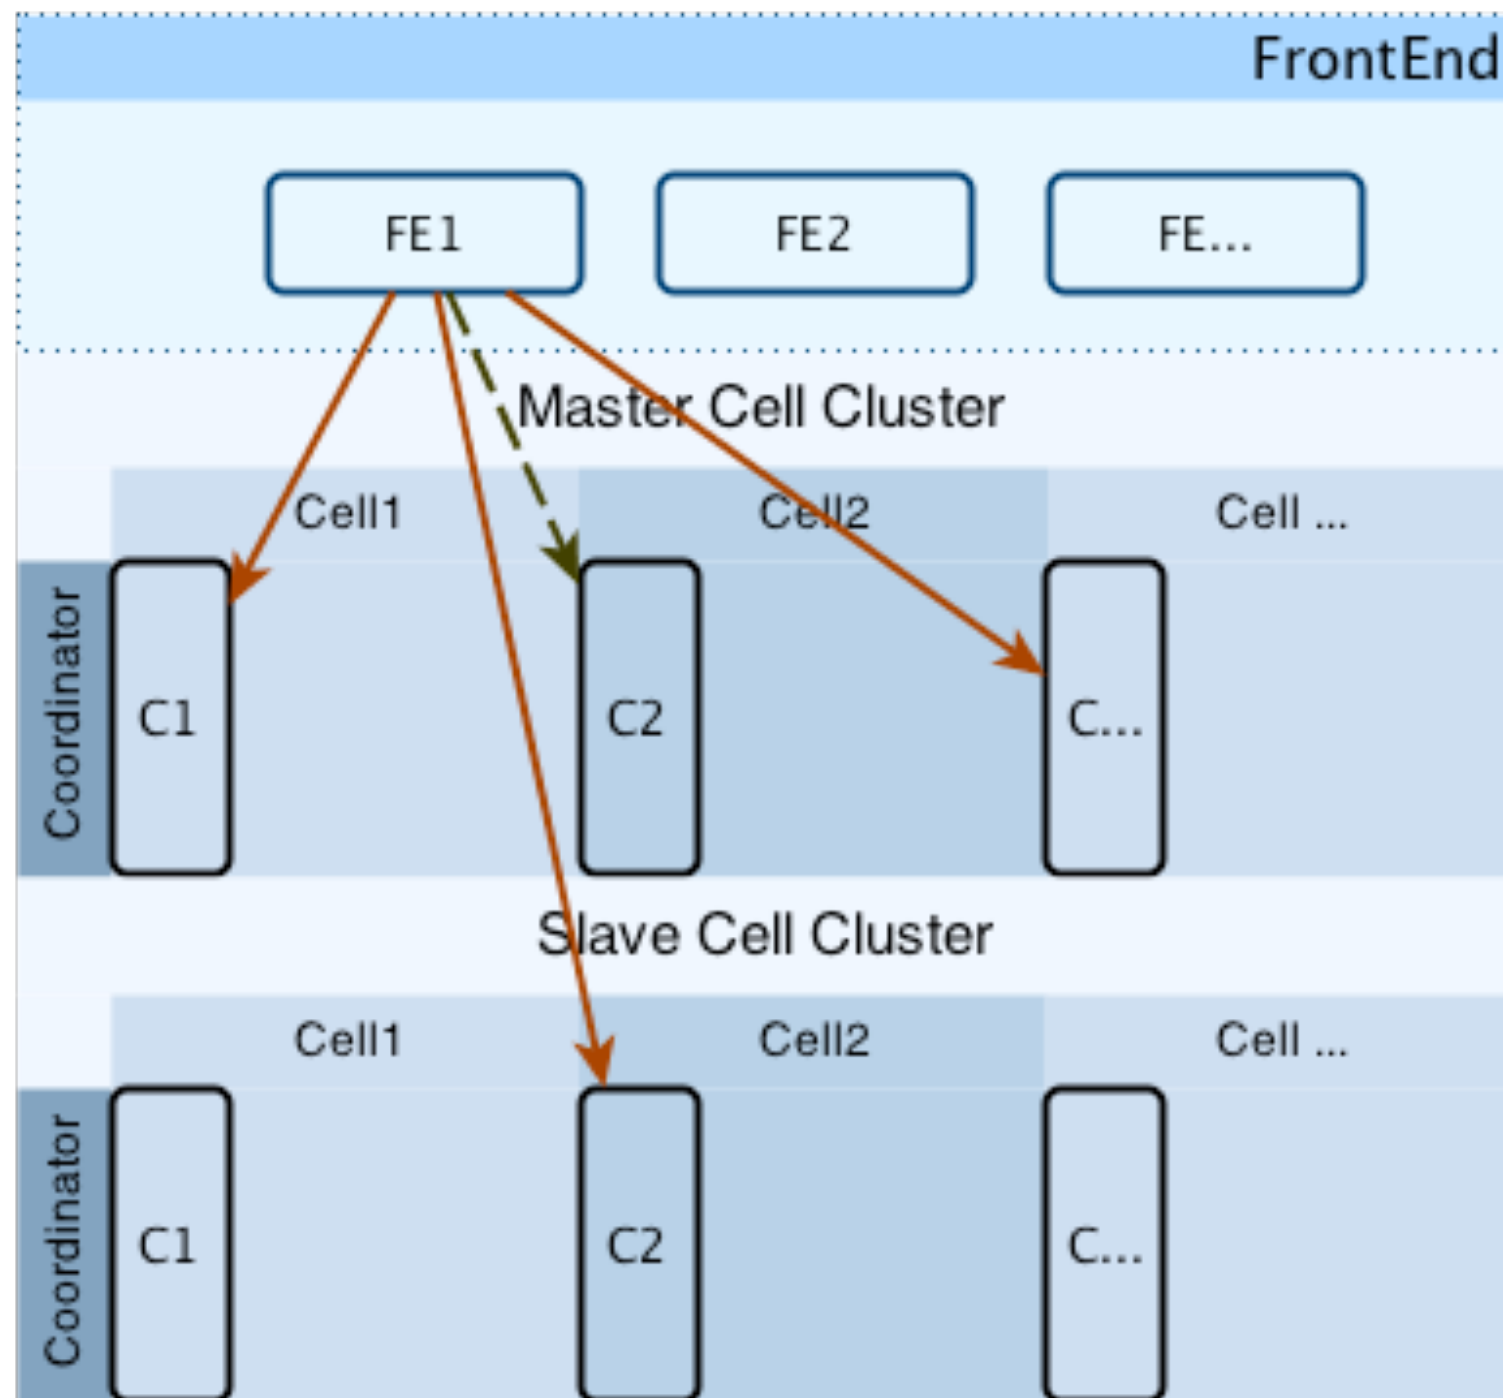 FrontEnd
FE1
FE2
FE...
Master Cell Cluster
Cell1
Cell2
Cell ...
Coordinator
C1
C2
C...
Slave Cell Cluster
Cell1
Cell2
Cell ...
Coordinator
C1
C2
C...